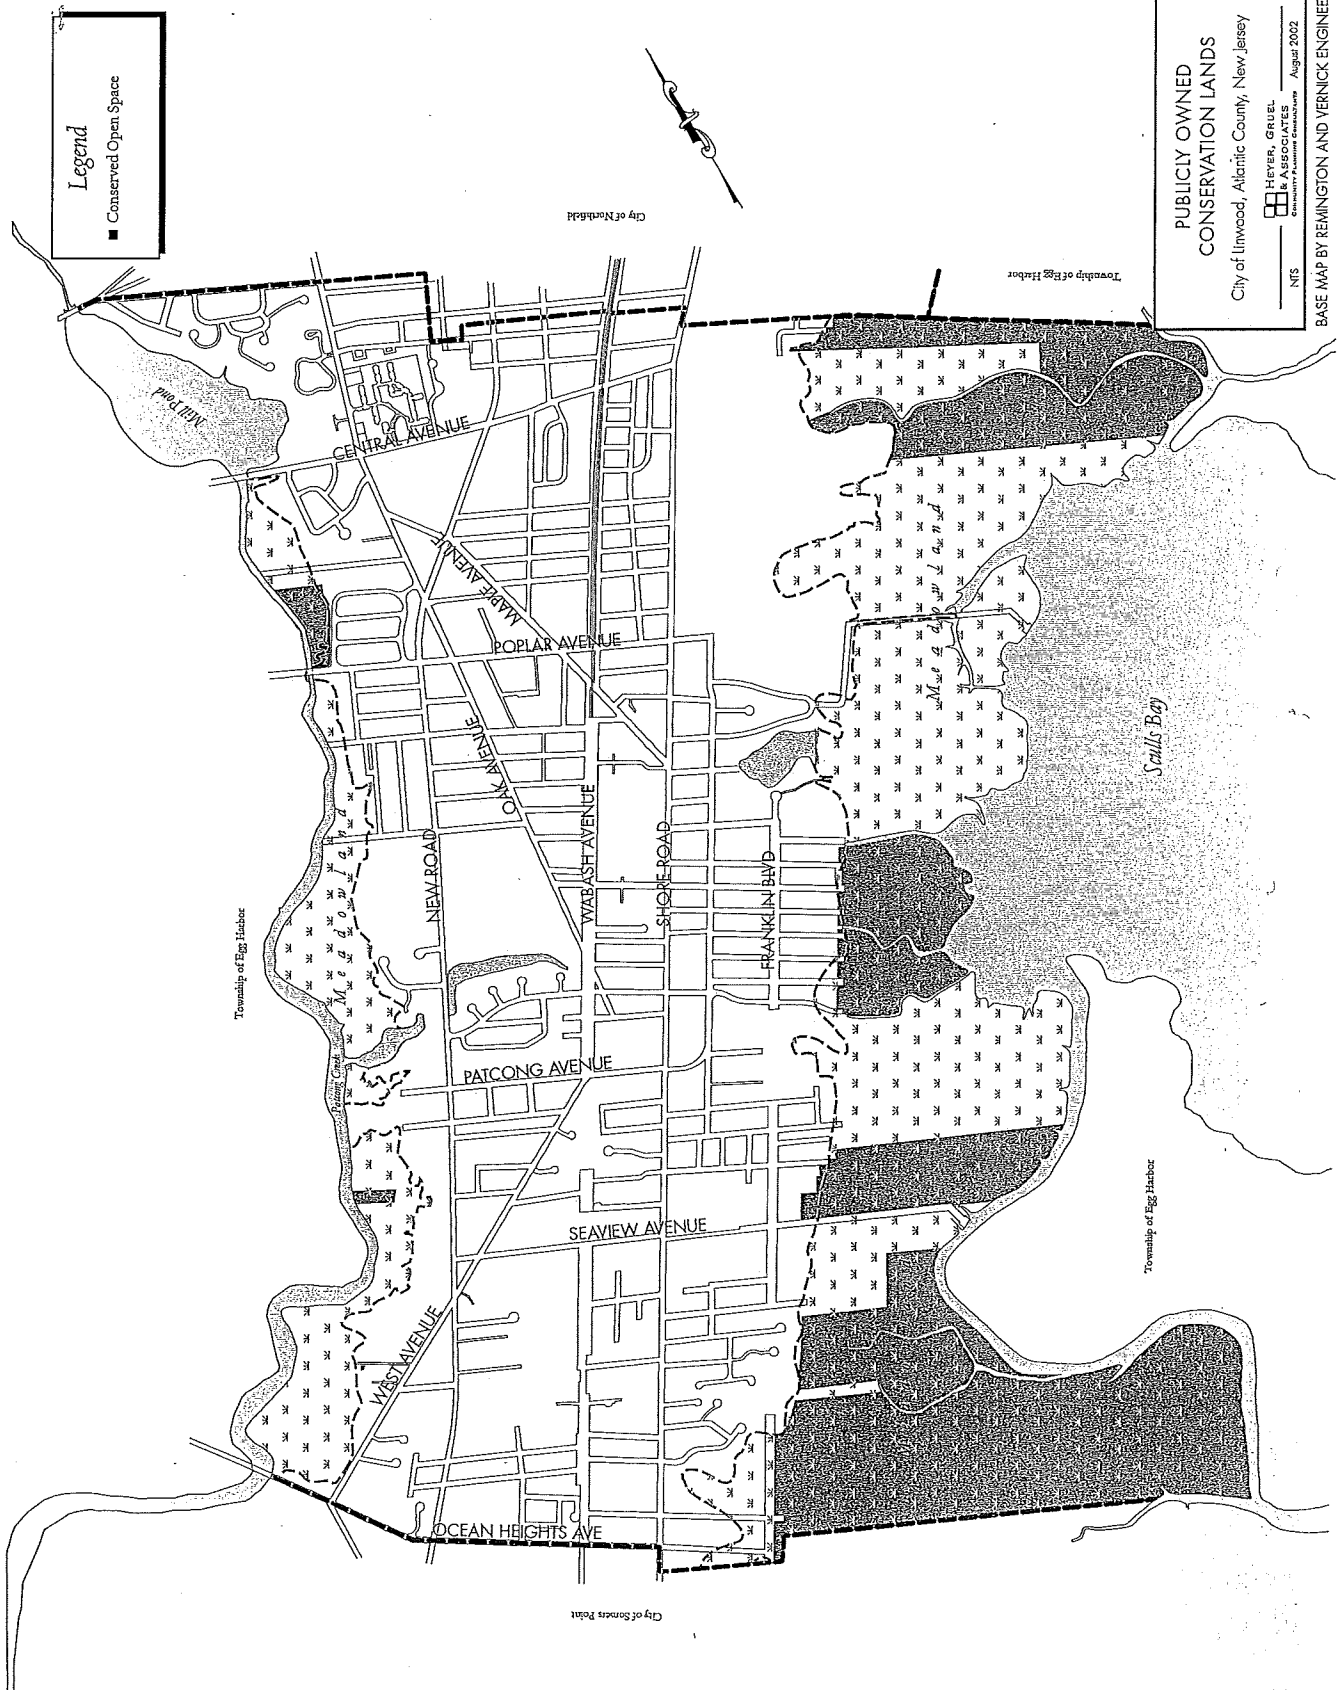 Legend
■ Conserved Open Space
PUBLICLY OWNED
CONSERVATION LANDS
City of Linwood, Atlantic County, New Jersey
NTS
HEYER, GRUEL
& ASSOCIATES
COMMUNITY PLANNING CONSULTANTS
August 2002
BASE MAP BY REMINGTON AND VERNICK ENGINEE
City of Northfield
Township of Egg Harbor
Mill Pond
CENTRAL AVENUE
MAPLE AVENUE
POPLAR AVENUE
OAK AVENUE
NEW ROAD
WABASH AVENUE
SHORE ROAD
FRANKLIN BLVD
Meadowland
Sculls Bay
Township of Egg Harbor
Meadowland
Patcong Creek
PATCONG AVENUE
SEAVIEW AVENUE
Township of Egg Harbor
WEST AVENUE
OCEAN HEIGHTS AVE
City of Somers Point